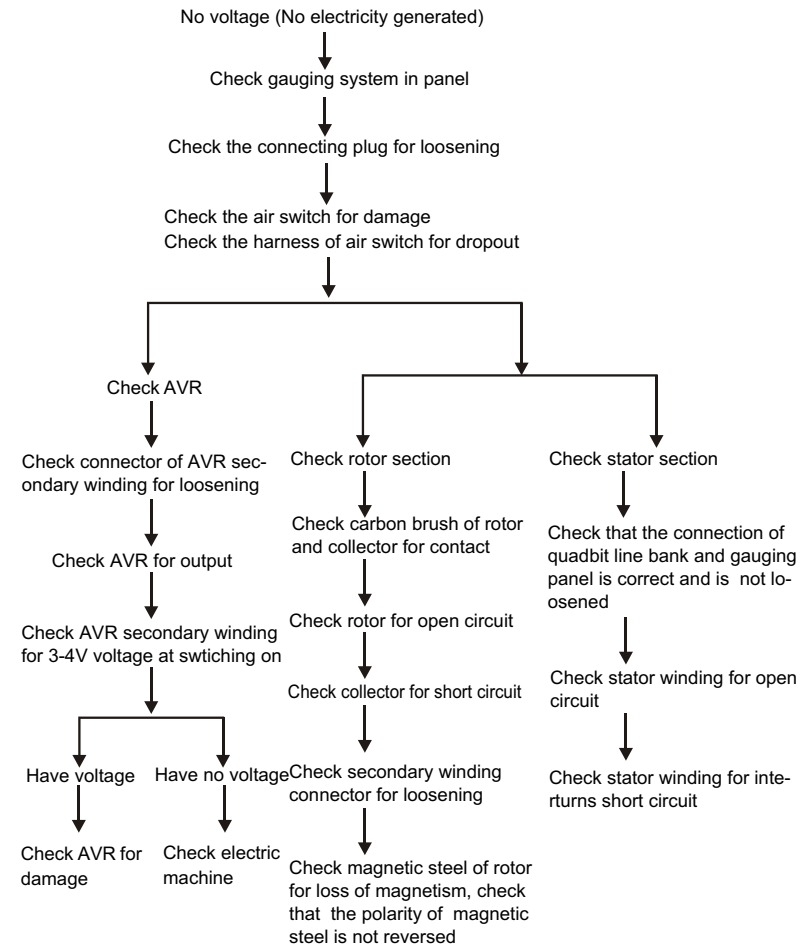 No voltage (No electricity generated)
Check gauging system in panel
Check the connecting plug for loosening
Check the air switch for damage
Check the harness of air switch for dropout
Check AVR
Check connector of AVR sec-
ondary winding for loosening
Check AVR for output
Check AVR secondary winding
for 3-4V voltage at swtiching on
Have voltage
Have no voltage
Check AVR for
damage
Check electric
machine
Check rotor section
Check carbon brush of rotor
and collector for contact
Check rotor for open circuit
Check collector for short circuit
Check secondary winding
connector for loosening
Check magnetic steel of rotor
for loss of magnetism, check
that the polarity of magnetic
steel is not reversed
Check stator section
Check that the connection of
quadbit line bank and gauging
panel is correct and is not lo-
osened
Check stator winding for open
circuit
Check stator winding for inte-
rturns short circuit